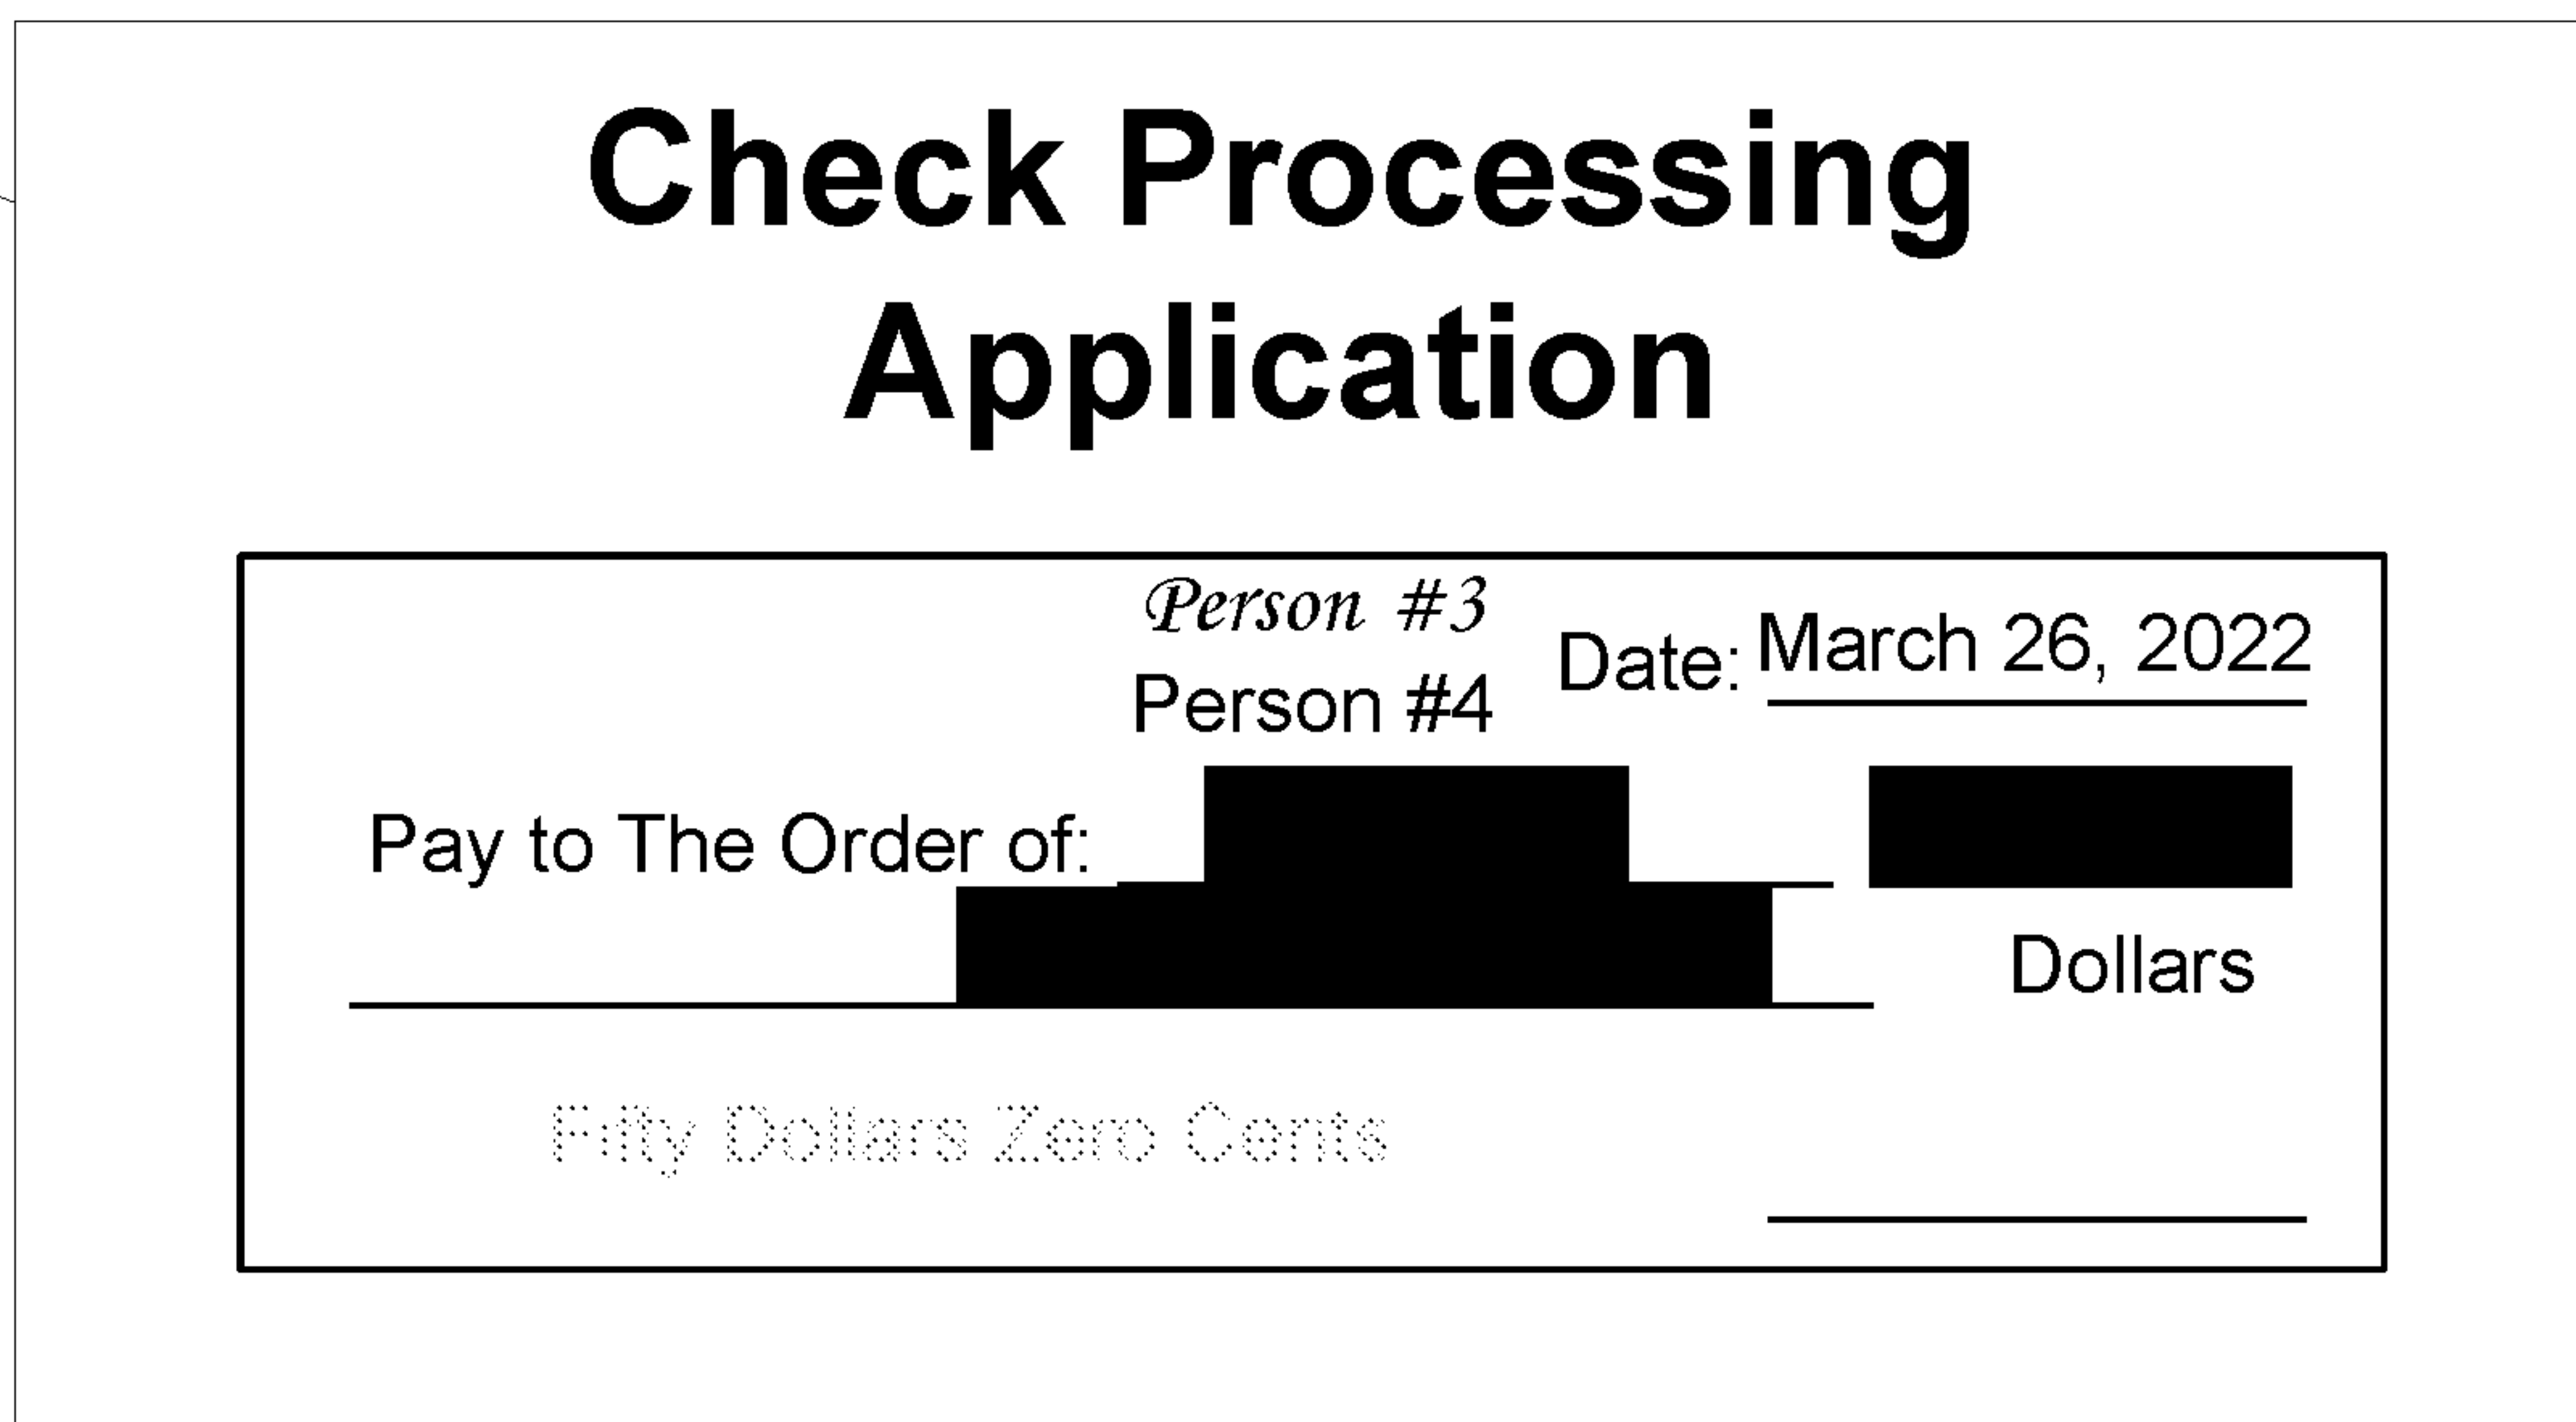 Check Processing
Application
Person #3
Date: March 26, 2022
Person #4
Pay to The Order of:
Dollars
Fifty Dollars Zero Cents